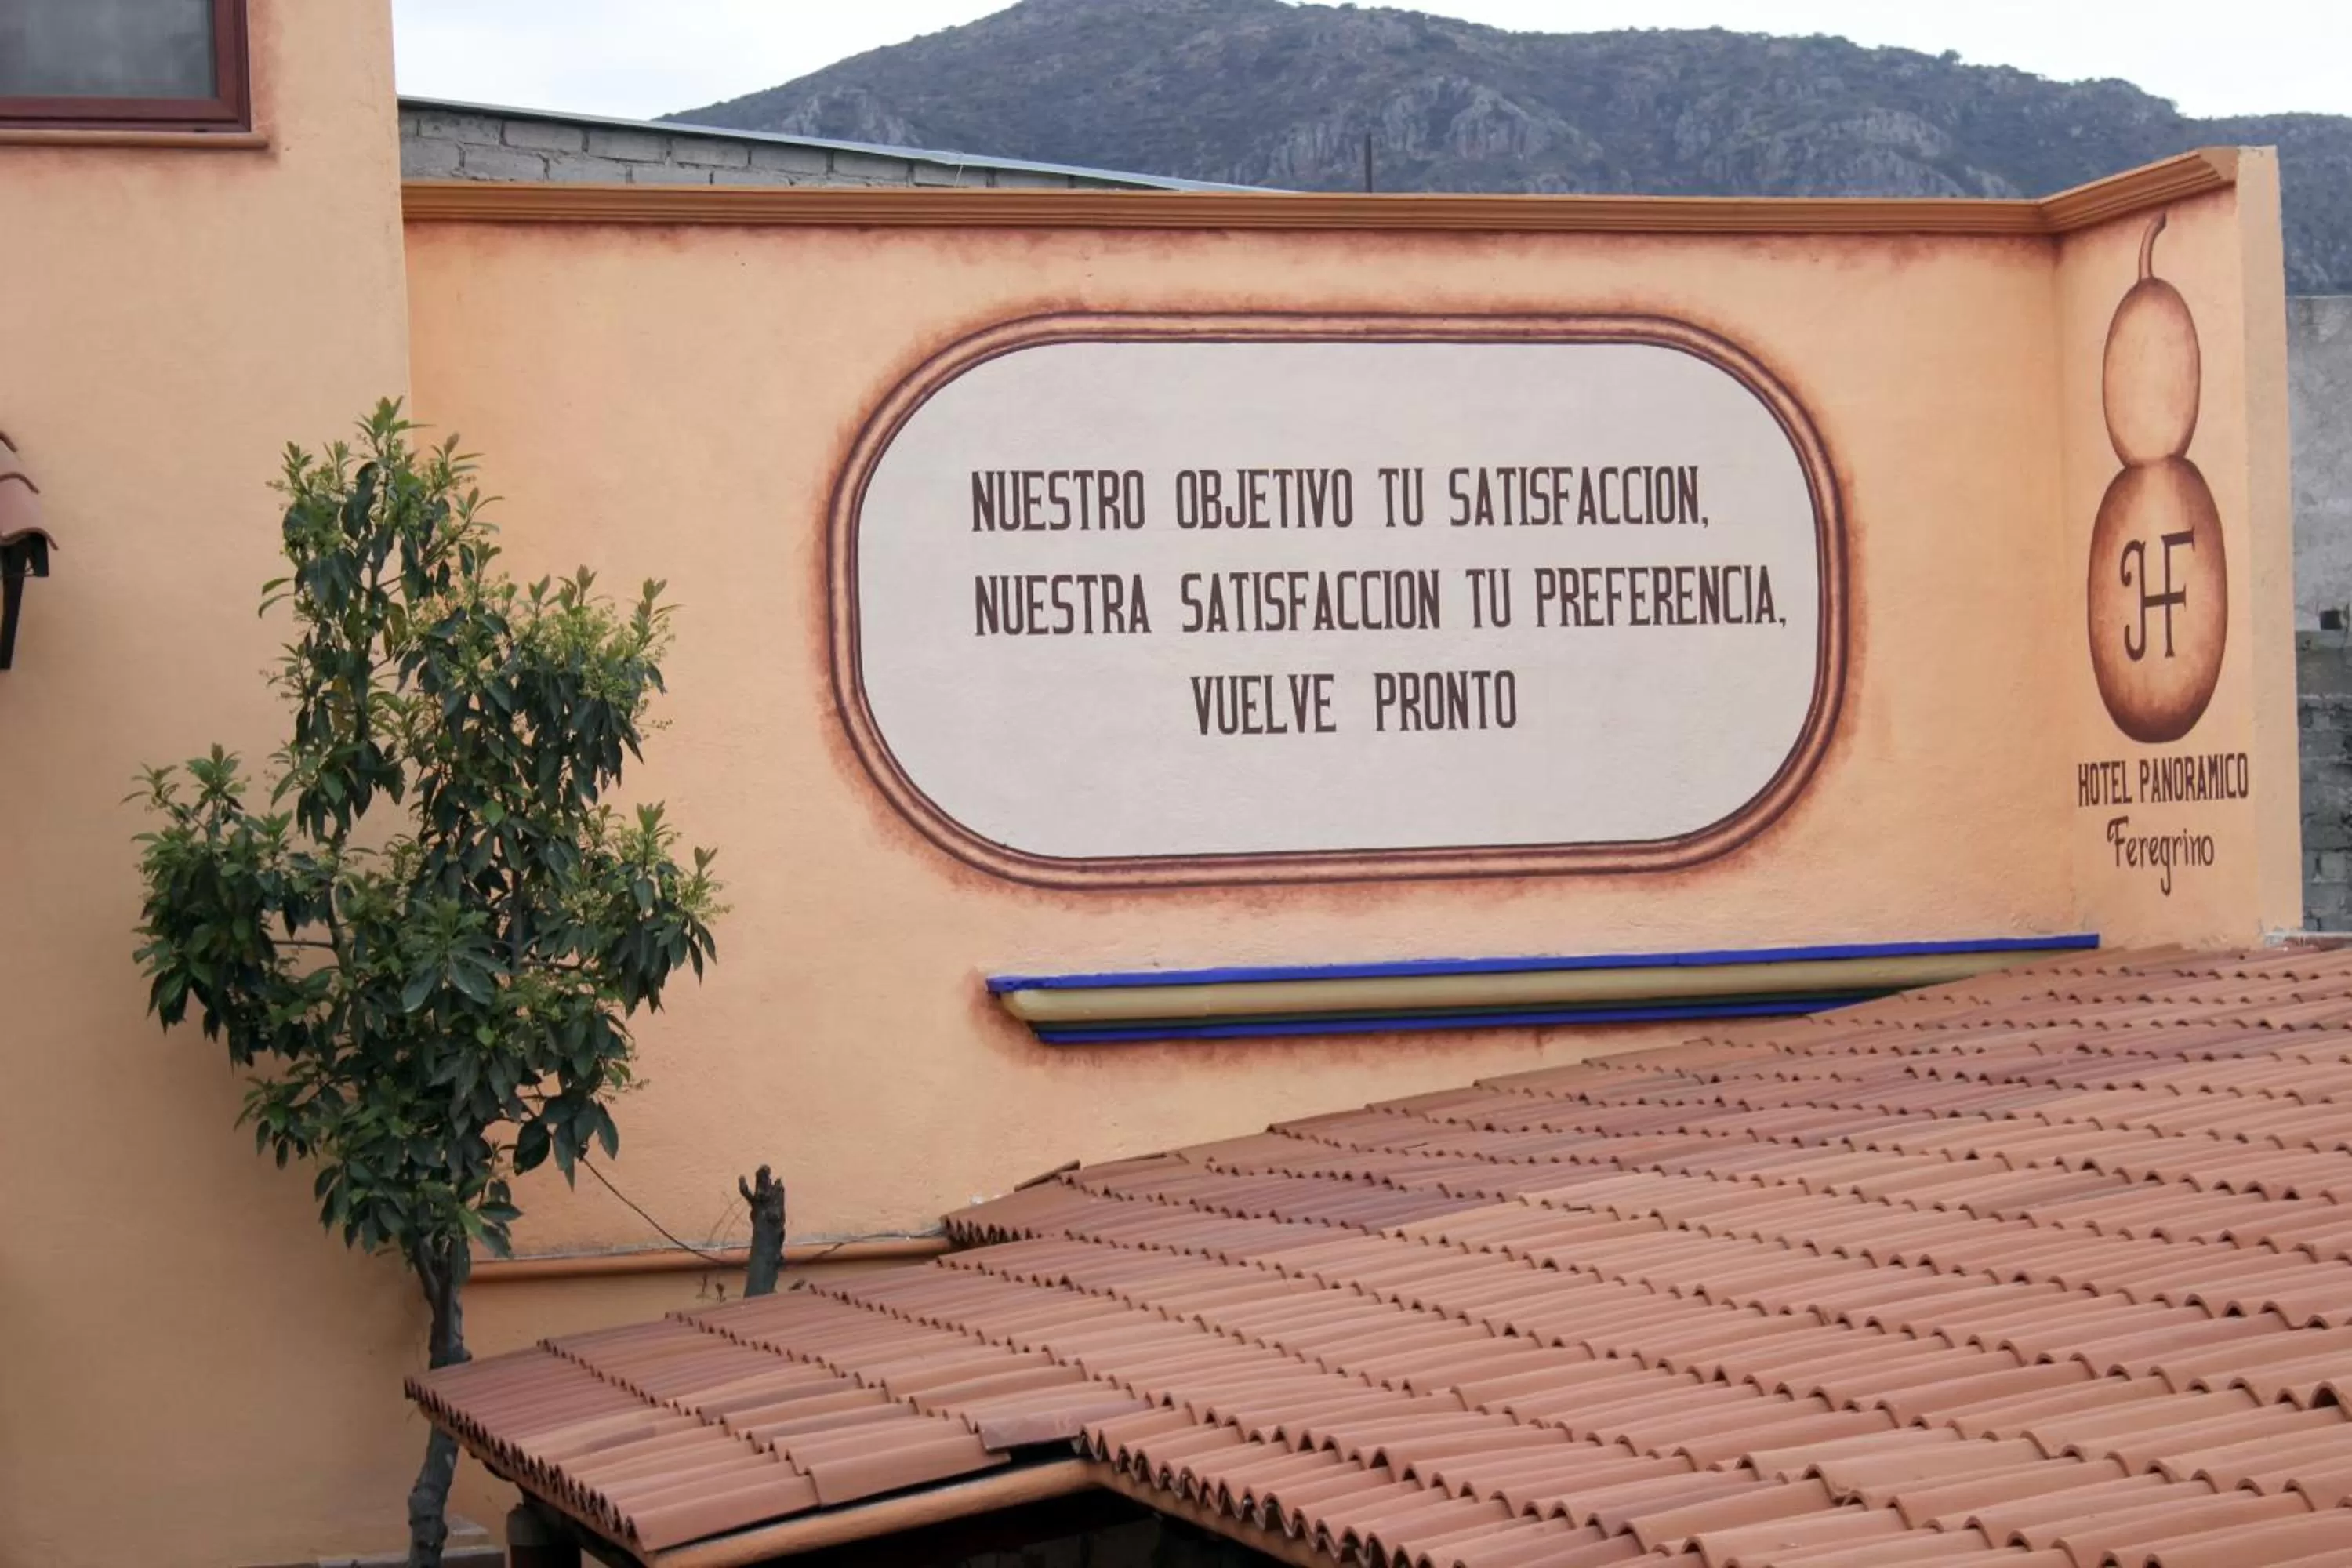 NUESTRO OBJETIVO TU SATISFACCION,
NUESTRA SATISFACCION TU PREFERENCIA,
VUELVE PRONTO
HF
HOTEL PANORAMICO
Feregrino